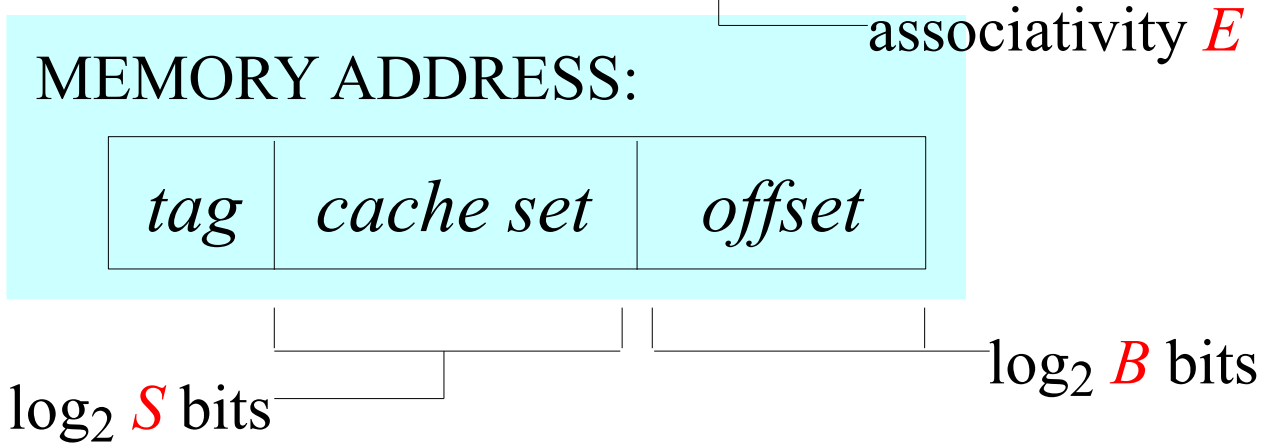 associativity E
MEMORY ADDRESS:
tag cache set offset
log2 B bits
log2 S bits